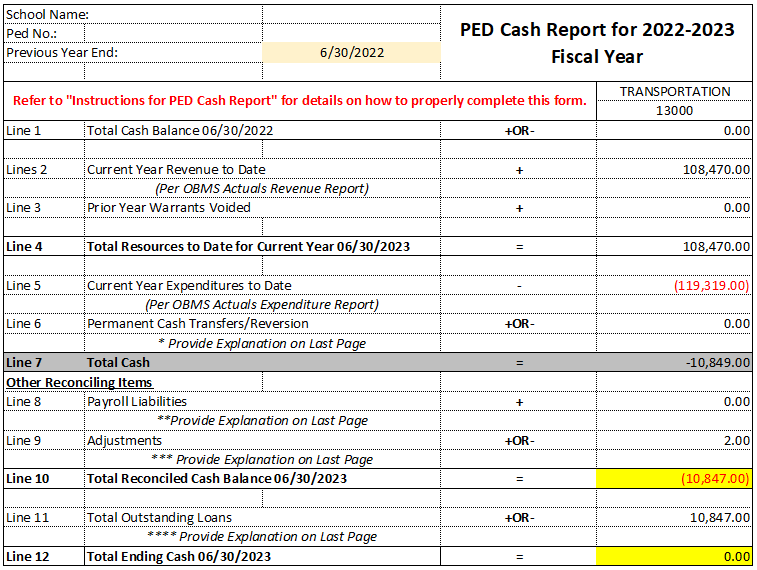 School Name:
Ped No.:
Previous Year End: 6/30/2022
PED Cash Report for 2022-2023
Fiscal Year
Refer to "Instructions for PED Cash Report" for details on how to properly complete this form.
TRANSPORTATION
13000
Line 1 Total Cash Balance 06/30/2022 +OR- 0.00
Lines 2 Current Year Revenue to Date + 108,470.00
(Per OBMS Actuals Revenue Report)
Line 3 Prior Year Warrants Voided + 0.00
Line 4 Total Resources to Date for Current Year 06/30/2023 = 108,470.00
Line 5 Current Year Expenditures to Date - (119,319.00)
(Per OBMS Actuals Expenditure Report)
Line 6 Permanent Cash Transfers/Reversion +OR- 0.00
* Provide Explanation on Last Page
Line 7 Total Cash = -10,849.00
Other Reconciling Items
Line 8 Payroll Liabilities + 0.00
**Provide Explanation on Last Page
Line 9 Adjustments +OR- 2.00
*** Provide Explanation on Last Page
Line 10 Total Reconciled Cash Balance 06/30/2023 = (10,847.00)
Line 11 Total Outstanding Loans +OR- 10,847.00
**** Provide Explanation on Last Page
Line 12 Total Ending Cash 06/30/2023 = 0.00